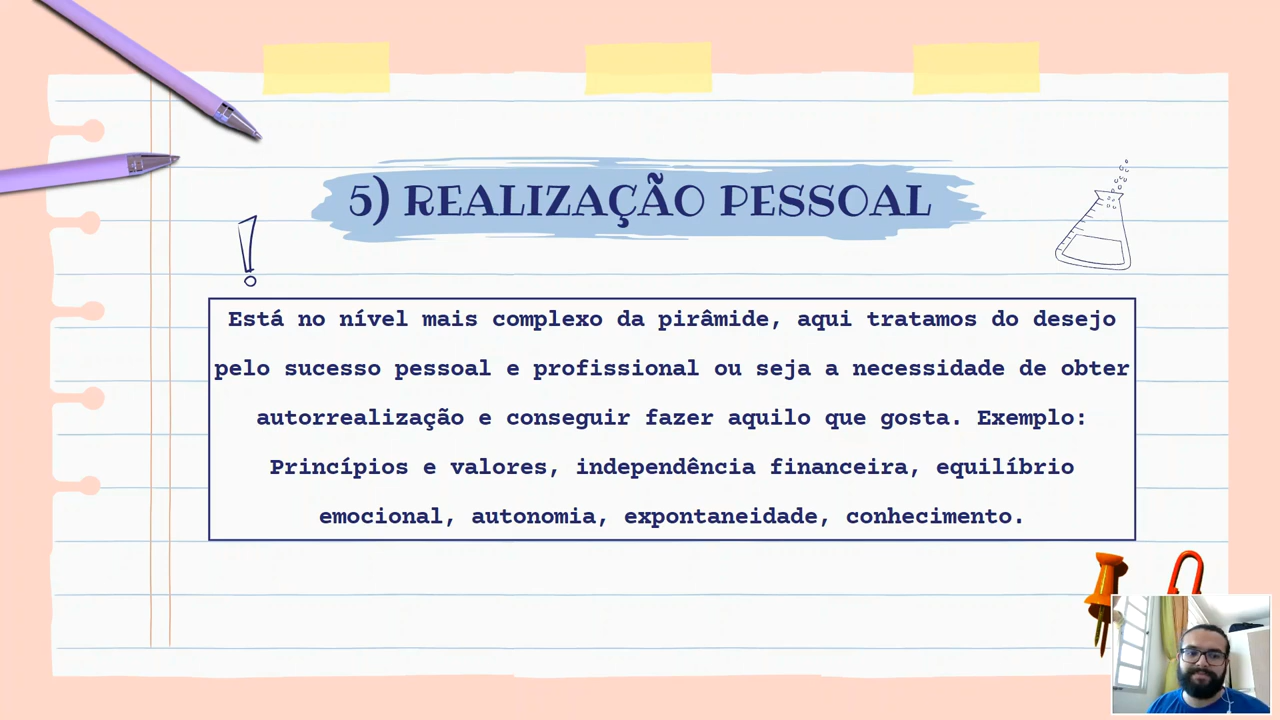 5) REALIZAÇÃO PESSOAL
Está no nível mais complexo da pirâmide, aqui tratamos do desejo
pelo sucesso pessoal e profissional ou seja a necessidade de obter
autorrealização e conseguir fazer aquilo que gosta. Exemplo:
Princípios e valores, independência financeira, equilíbrio
emocional, autonomia, expontaneidade, conhecimento.